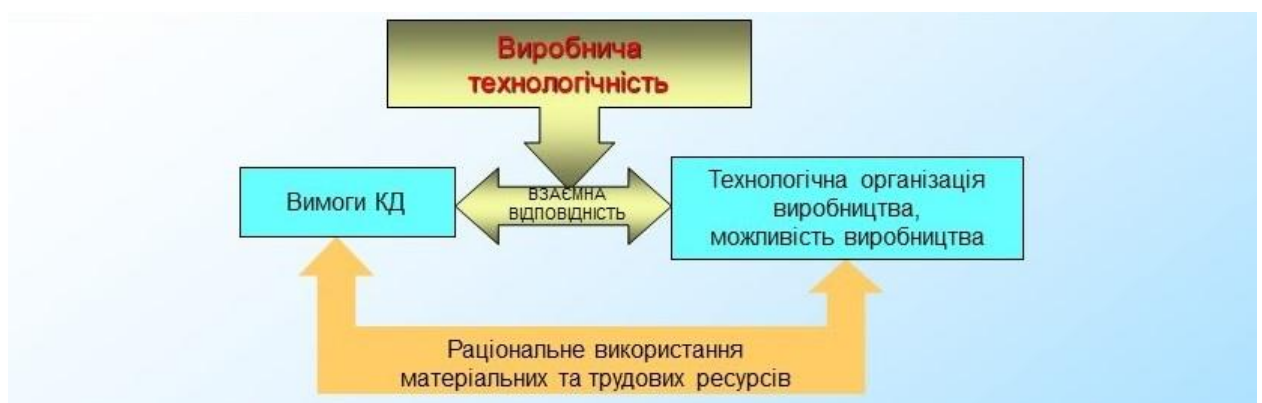 Виробнича
технологічність
Вимоги КД
ВЗАЄМНА
ВІДПОВІДНІСТЬ
Технологічна організація
виробництва,
можливість виробництва
Раціональне використання
матеріальних та трудових ресурсів